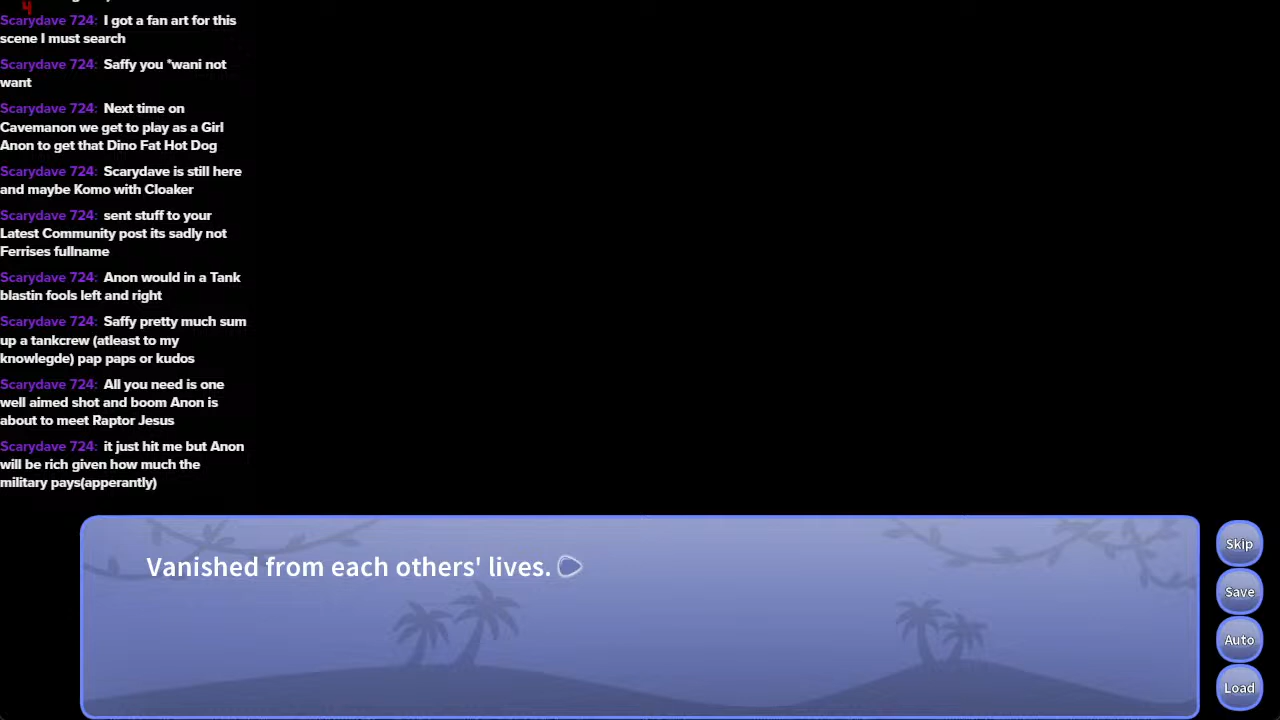 4
Scarydave 724: I got a fan art for this
scene I must search
Scarydave 724: Saffy you *wani not
want
Scarydave 724: Next time on
Cavemanon we get to play as a Girl
Anon to get that Dino Fat Hot Dog
Scarydave 724: Scarydave is still here
and maybe Komo with Cloaker
Scarydave 724: sent stuff to your
Latest Community post its sadly not
Ferrises fullname
Scarydave 724: Anon would in a Tank
blastin fools left and right
Scarydave 724: Saffy pretty much sum
up a tankcrew (atleast to my
knowlegde) pap paps or kudos
Scarydave 724: All you need is one
well aimed shot and boom Anon is
about to meet Raptor Jesus
Scarydave 724: it just hit me but Anon
will be rich given how much the
military pays(apperantly)
Vanished from each others' lives.
Skip
Save
Auto
Load